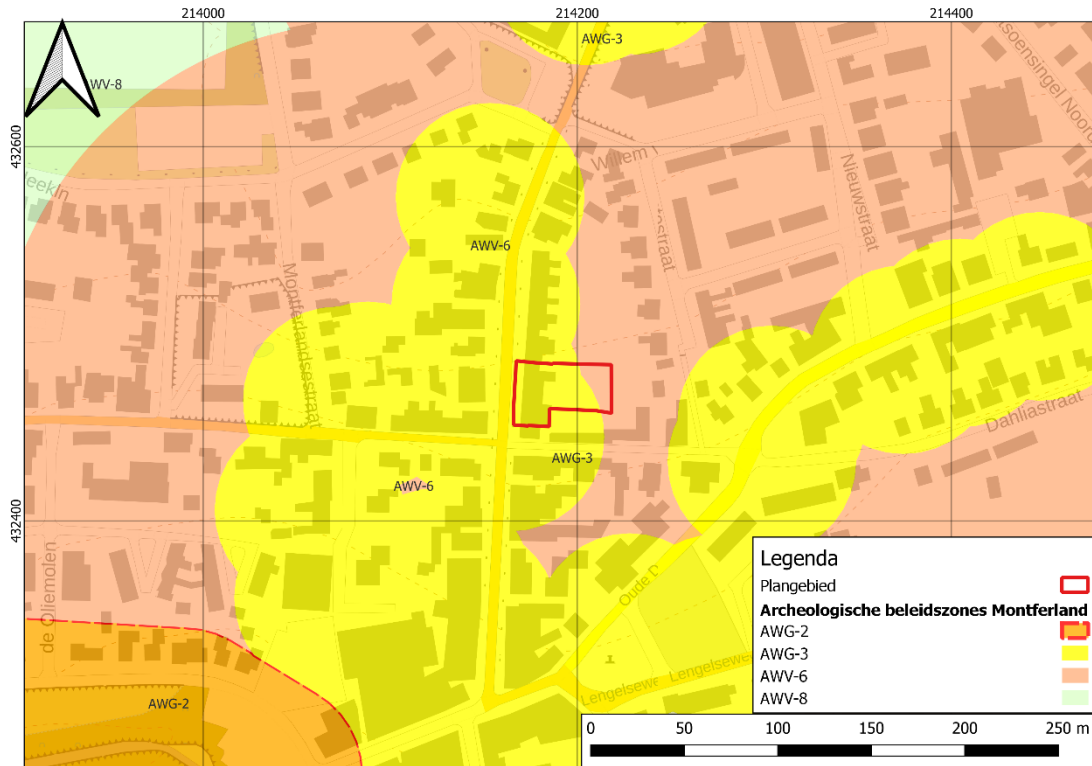 214000
214200
214400
AWG-3
WV-8
432600
Willem
Nieuwstraat
AWV-6
Montferlandsestraat
Dahliastraat
AWG-3
AWV-6
432400
de Oliemolen
Oude D
Lengelsewe
Lengelsewe
AWG-2
Legenda
Plangebied
Archeologische beleidszones Montferland
AWG-2
AWG-3
AWV-6
AWV-8
0 50 100 150 200 250 m